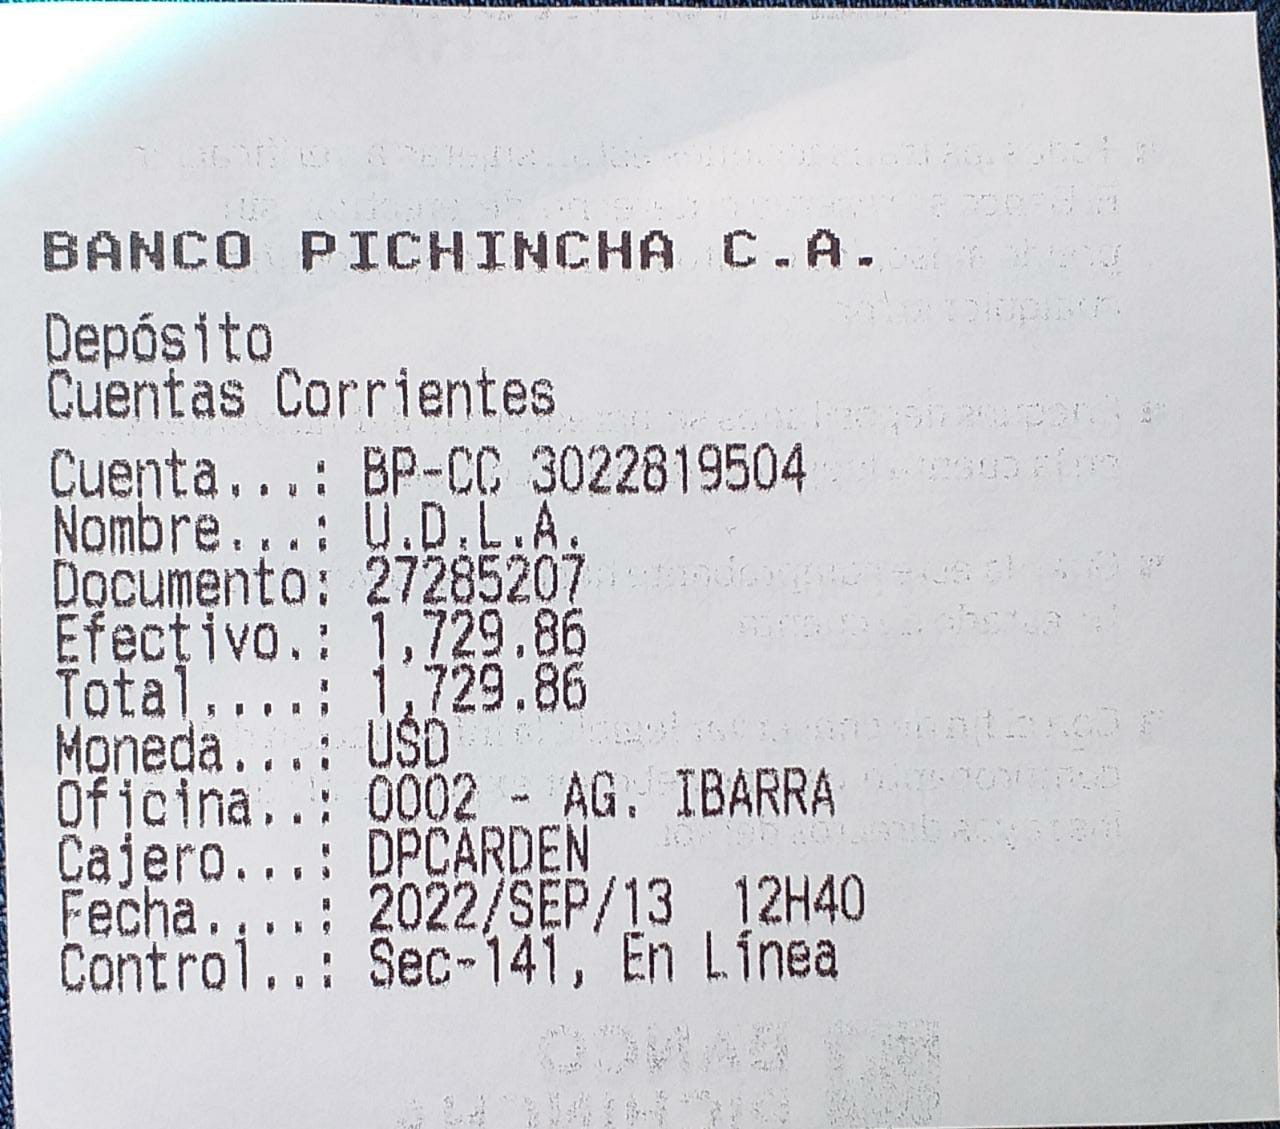 BANCO PICHINCHA C.A.
Depósito
Cuentas Corrientes
Cuenta...: BP-CC 3022819504
Nombre...: U.D.L.A.
Documento: 27285207
Efectivo.: 1,729.86
Total....: 1,729.86
Moneda...: USD
Oficina..: 0002 - AG. IBARRA
Cajero...: DPCARDEN
Fecha....: 2022/SEP/13 12H40
Control..: Sec-141, En Línea